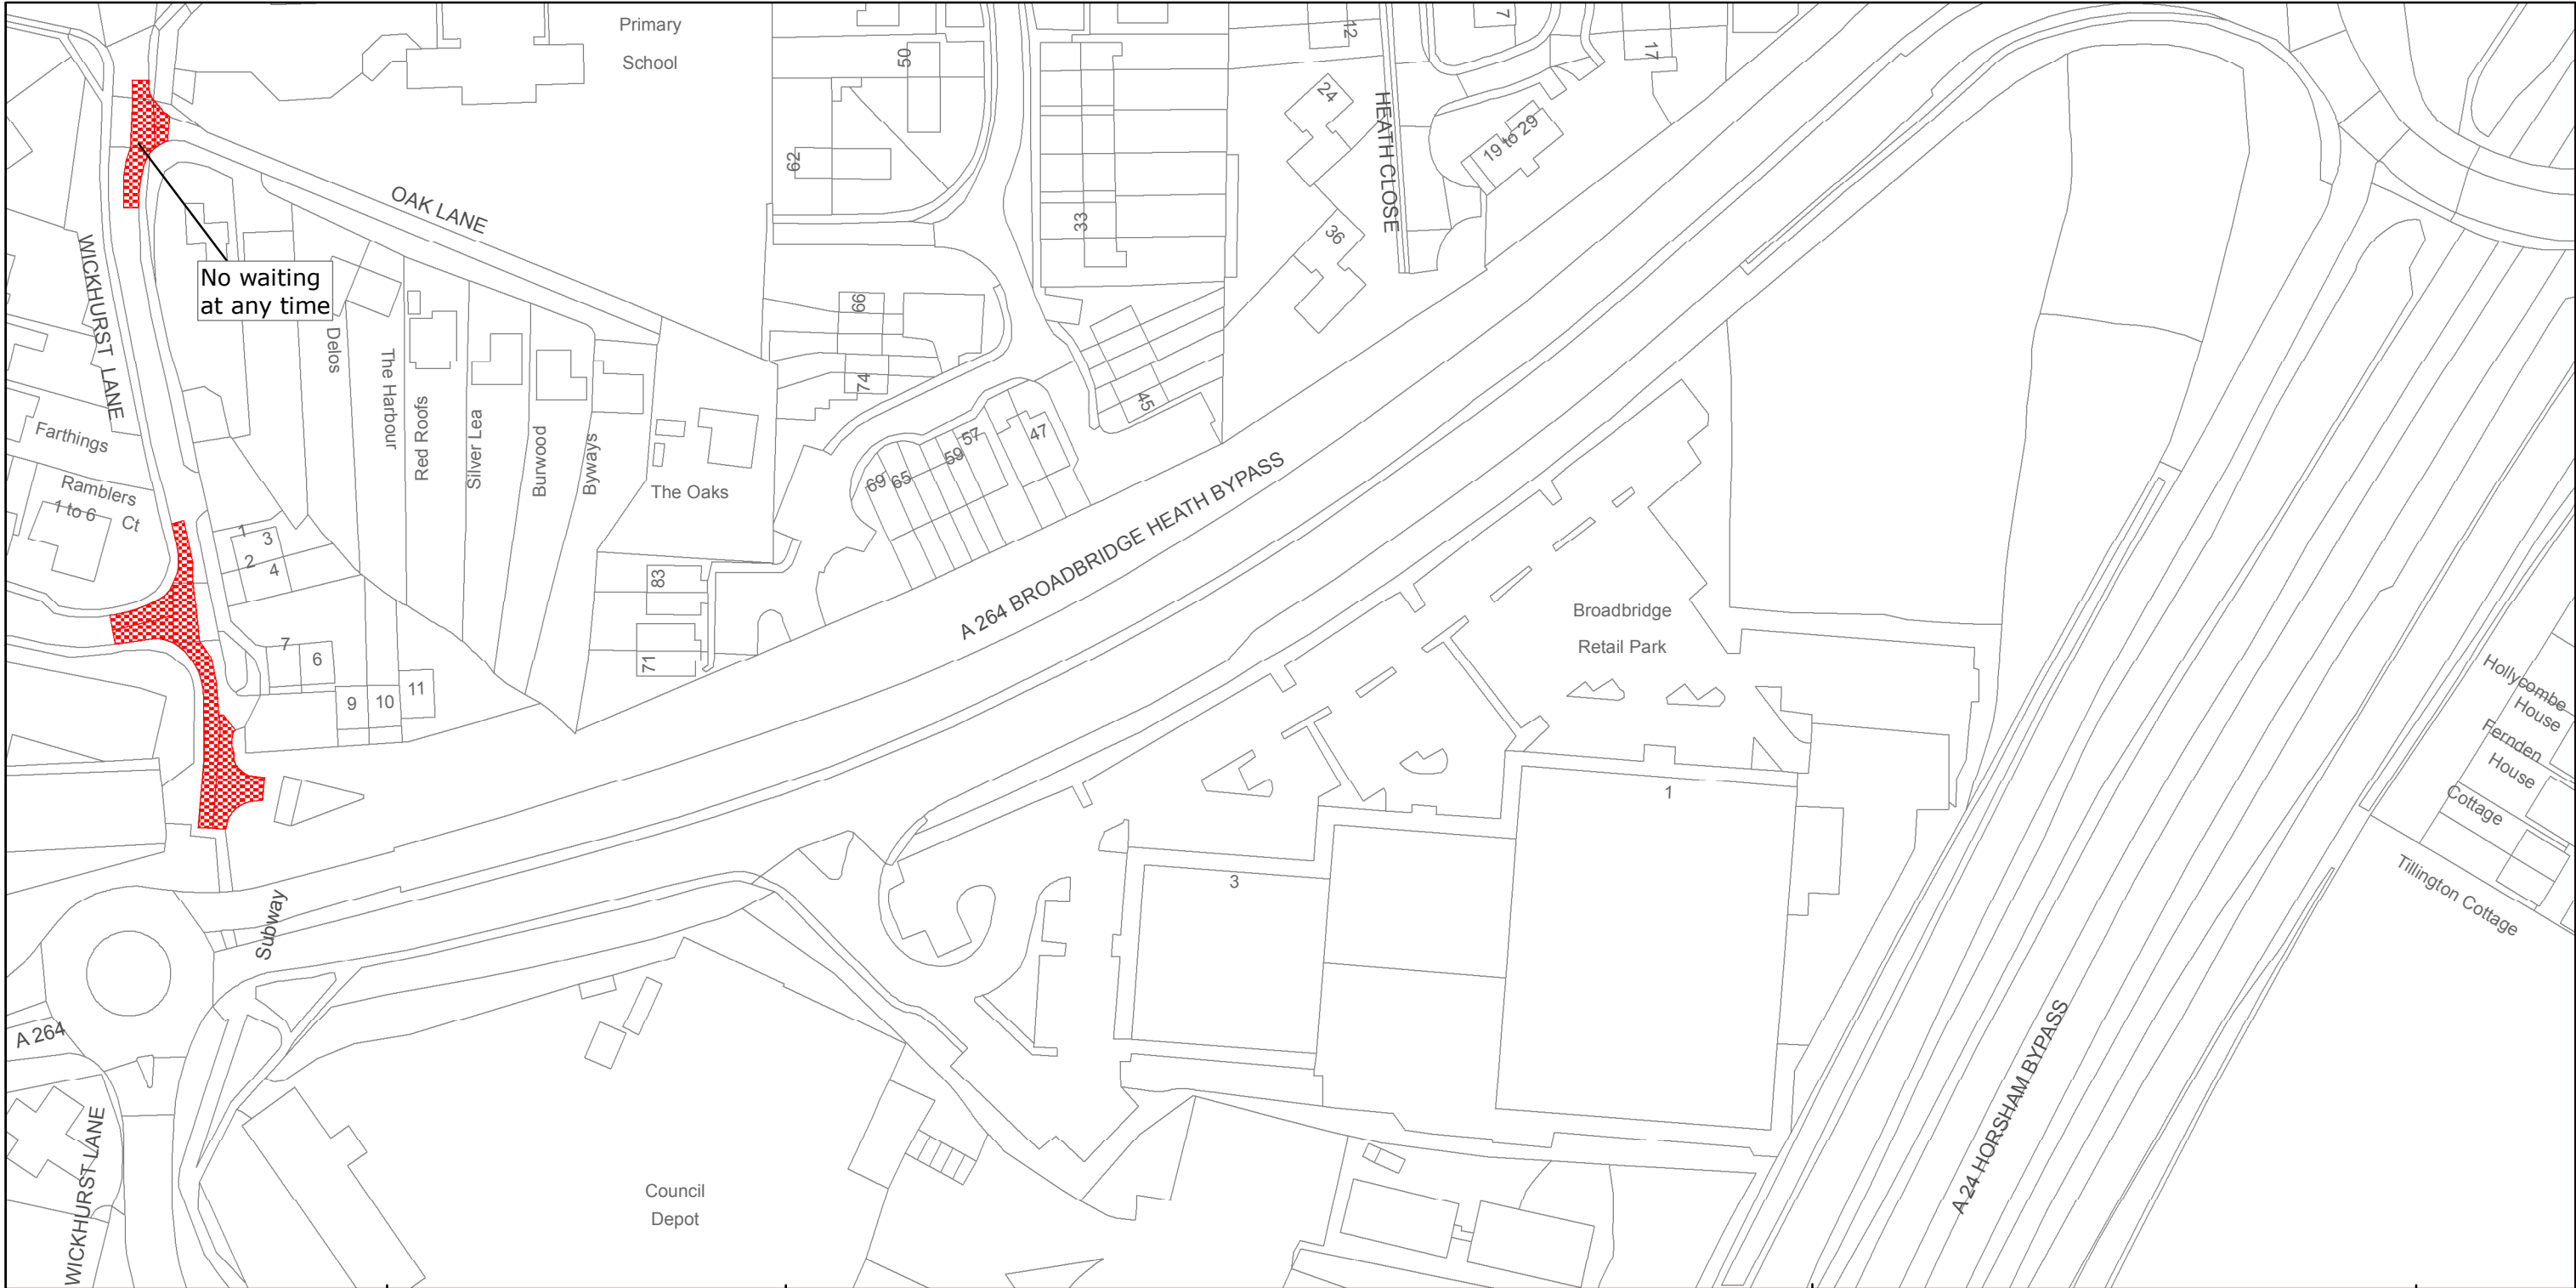 Primary
School
50
12
7
17
24
HEATH CLOSE
19 to 29
62
33
36
OAK LANE
WICKHURST LANE
No waiting
at any time
66
74
45
Delos
The Harbour
Red Roofs
Silver Lea
Burwood
Byways
The Oaks
Farthings
Ramblers
1 to 6 Ct
69
65
59
57
47
A 264 BROADBRIDGE HEATH BYPASS
1
3
2
4
83
71
7
6
9
10
11
Broadbridge
Retail Park
1
3
Hollycombe
House
Fernden
House
Cottage
Tillington Cottage
Subway
A 264
WICKHURST LANE
Council
Depot
A 24 HORSHAM BYPASS